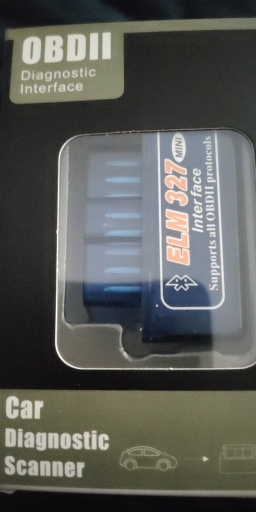 OBDII
Diagnostic
Interface
ELM 327 MINI
Interface
Supports all OBDII protocols
Car
Diagnostic
Scanner